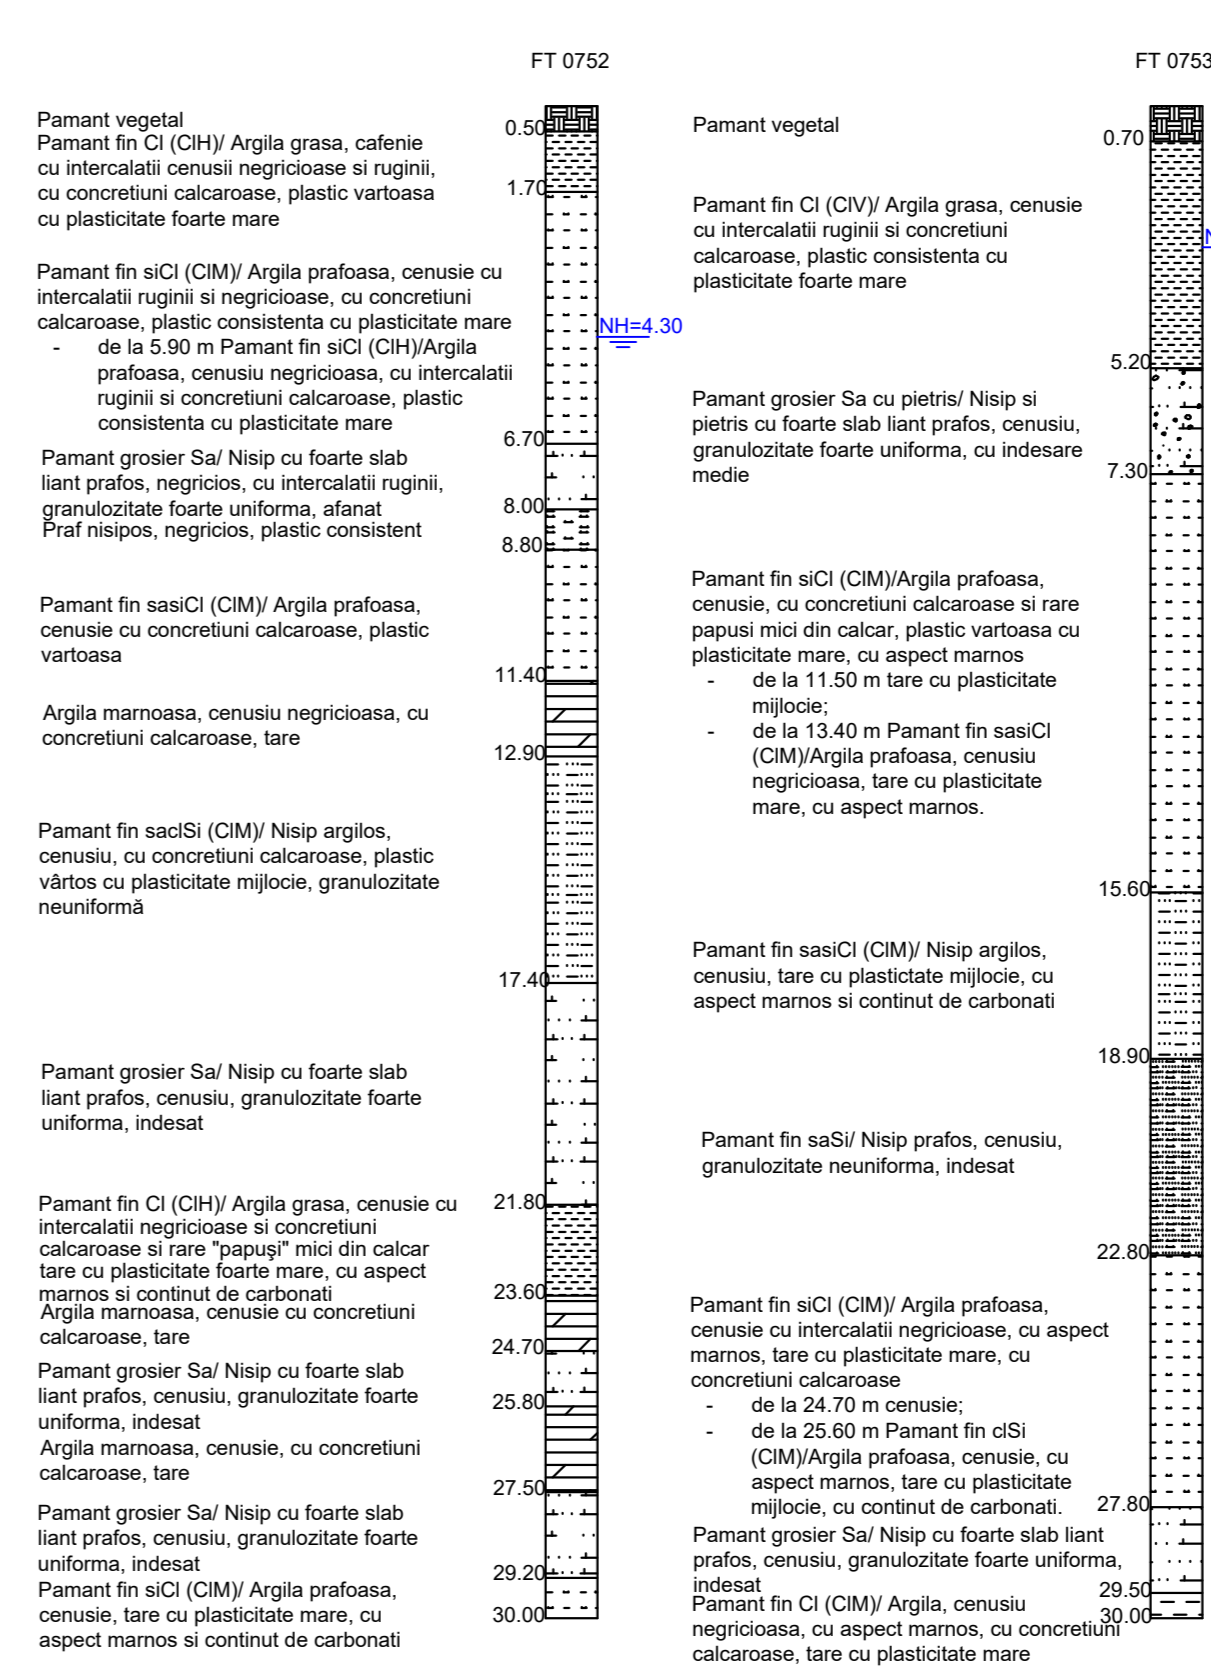 FT 0752
Pamant vegetal
0.50
Pamant fin Cl (ClH)/ Argila grasa, cafenie
cu intercalatii cenusii negricioase si ruginii,
cu concretiuni calcaroase, plastic vartoasa
cu plasticitate foarte mare
1.70
Pamant fin siCl (ClM)/ Argila prafoasa, cenusie cu
intercalatii ruginii si negricioase, cu concretiuni
calcaroase, plastic consistenta cu plasticitate mare
- de la 5.90 m Pamant fin siCl (ClH)/Argila
prafoasa, cenusiu negricioasa, cu intercalatii
ruginii si concretiuni calcaroase, plastic
consistenta cu plasticitate mare
NH=4.30
6.70
Pamant grosier Sa/ Nisip cu foarte slab
liant prafos, negricios, cu intercalatii ruginii,
granulozitate foarte uniforma, afanat
8.00
Praf nisipos, negricios, plastic consistent
8.80
Pamant fin sasiCl (ClM)/ Argila prafoasa,
cenusie cu concretiuni calcaroase, plastic
vartoasa
11.40
Argila marnoasa, cenusiu negricioasa, cu
concretiuni calcaroase, tare
12.90
Pamant fin saclSi (ClM)/ Nisip argilos,
cenusiu, cu concretiuni calcaroase, plastic
vârtos cu plasticitate mijlocie, granulozitate
neuniformă
17.40
Pamant grosier Sa/ Nisip cu foarte slab
liant prafos, cenusiu, granulozitate foarte
uniforma, indesat
21.80
Pamant fin Cl (ClH)/ Argila grasa, cenusie cu
intercalatii negricioase si concretiuni
calcaroase si rare "papuşi" mici din calcar
tare cu plasticitate foarte mare, cu aspect
marnos si continut de carbonati
23.60
Argila marnoasa, cenusie cu concretiuni
calcaroase, tare
24.70
Pamant grosier Sa/ Nisip cu foarte slab
liant prafos, cenusiu, granulozitate foarte
uniforma, indesat
25.80
Argila marnoasa, cenusie, cu concretiuni
calcaroase, tare
27.50
Pamant grosier Sa/ Nisip cu foarte slab
liant prafos, cenusiu, granulozitate foarte
uniforma, indesat
29.20
Pamant fin siCl (ClM)/ Argila prafoasa,
cenusie, tare cu plasticitate mare, cu
aspect marnos si continut de carbonati
30.00
FT 0753
Pamant vegetal
0.70
Pamant fin Cl (ClV)/ Argila grasa, cenusie
cu intercalatii ruginii si concretiuni
calcaroase, plastic consistenta cu
plasticitate foarte mare
5.20
Pamant grosier Sa cu pietris/ Nisip si
pietris cu foarte slab liant prafos, cenusiu,
granulozitate foarte uniforma, cu indesare
medie
7.30
Pamant fin siCl (ClM)/Argila prafoasa,
cenusie, cu concretiuni calcaroase si rare
papusi mici din calcar, plastic vartoasa cu
plasticitate mare, cu aspect marnos
- de la 11.50 m tare cu plasticitate
mijlocie;
- de la 13.40 m Pamant fin sasiCl
(ClM)/Argila prafoasa, cenusiu
negricioasa, tare cu plasticitate
mare, cu aspect marnos.
15.60
Pamant fin sasiCl (ClM)/ Nisip argilos,
cenusiu, tare cu plastictate mijlocie, cu
aspect marnos si continut de carbonati
18.90
Pamant fin saSi/ Nisip prafos, cenusiu,
granulozitate neuniforma, indesat
22.80
Pamant fin siCl (ClM)/ Argila prafoasa,
cenusie cu intercalatii negricioase, cu aspect
marnos, tare cu plasticitate mare, cu
concretiuni calcaroase
- de la 24.70 m cenusie;
- de la 25.60 m Pamant fin clSi
(ClM)/Argila prafoasa, cenusie, cu
aspect marnos, tare cu plasticitate
mijlocie, cu continut de carbonati.
27.80
Pamant grosier Sa/ Nisip cu foarte slab liant
prafos, cenusiu, granulozitate foarte uniforma,
indesat
29.50
Pamant fin Cl (ClM)/ Argila, cenusiu
negricioasa, cu aspect marnos, cu concretiuni
calcaroase, tare cu plasticitate mare
30.00